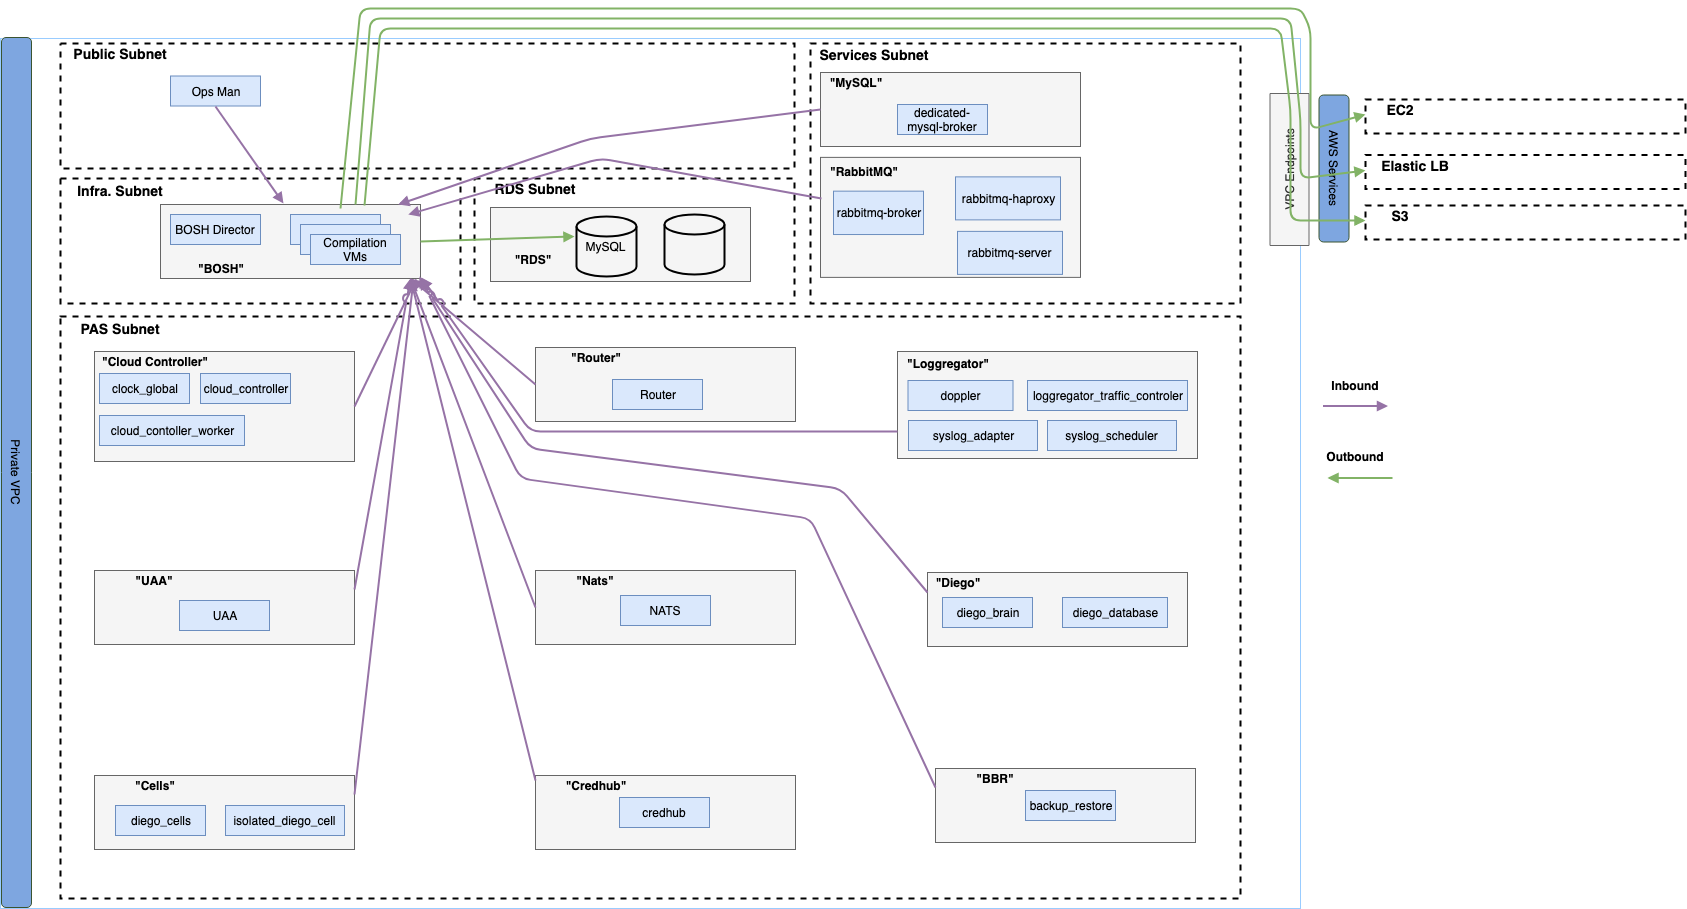 Public Subnet
Ops Man
Services Subnet
"MySQL"
dedicated-
mysql-broker
"RabbitMQ"
rabbitmq-broker
rabbitmq-haproxy
rabbitmq-server
Infra. Subnet
BOSH Director
Compilation
VMs
"BOSH"
RDS Subnet
"RDS"
MySQL
VPC Endpoints
AWS Services
EC2
Elastic LB
S3
Private VPC
PAS Subnet
"Cloud Controller"
clock_global
cloud_controller
cloud_contoller_worker
"Router"
Router
"Loggregator"
doppler
loggregator_traffic_controler
syslog_adapter
syslog_scheduler
Inbound
Outbound
"UAA"
UAA
"Nats"
NATS
"Diego"
diego_brain
diego_database
"Cells"
diego_cells
isolated_diego_cell
"Credhub"
credhub
"BBR"
backup_restore